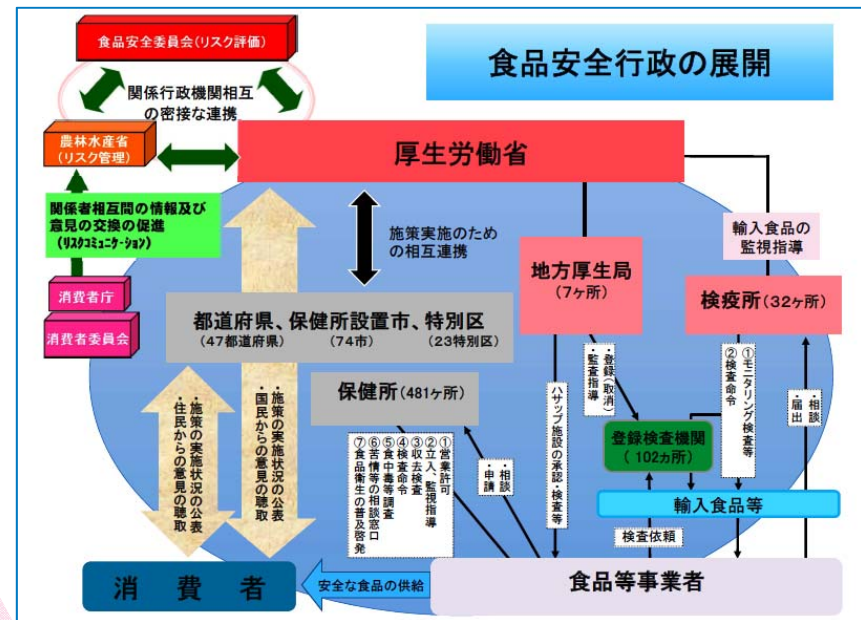 食品安全委員会(リスク評価)
食品安全行政の展開
関係行政機関相互
の密接な連携
農林水産省
(リスク管理)
厚生労働省
関係者相互間の情報及び
意見の交換の促進
(リスクコミュニケーション)
消費者庁
消費者委員会
施策実施のため
の相互連携
地方厚生局
(7ヶ所)
輸入食品の
監視指導
検疫所(32ヶ所)
都道府県、保健所設置市、特別区
(47都道府県)
(74市)
(23特別区)
保健所(481ヶ所)
・施策の実施状況の公表
・住民からの意見の聴取
・施策の実施状況の公表
・国民からの意見の聴取
①営業許可
②立入、監視指導
③収去検査
④検査命令
⑤食中毒等調査
⑥苦情等の相談窓口
⑦食品衛生の普及啓発
・相談
・申請
ハサップ施設の承認・検査等
・登録(取消)
・監査指導
①モニタリング検査等
②検査命令
・相談
・届出
登録検査機関
(102ヵ所)
輸入食品等
検査依頼
消費者
安全な食品の供給
食品等事業者